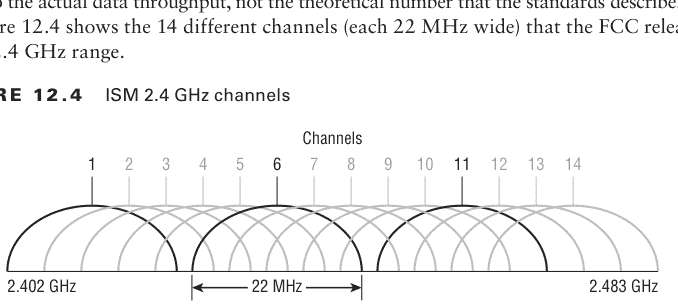 the actual data throughput, not the theoretical number that the standards describe.
re 12.4 shows the 14 different channels (each 22 MHz wide) that the FCC relea
.4 GHz range.
RE 12.4 ISM 2.4 GHz channels
Channels
1 2 3 4 5 6 7 8 9 10 11 12 13 14
2.402 GHz 22 MHz 2.483 GHz